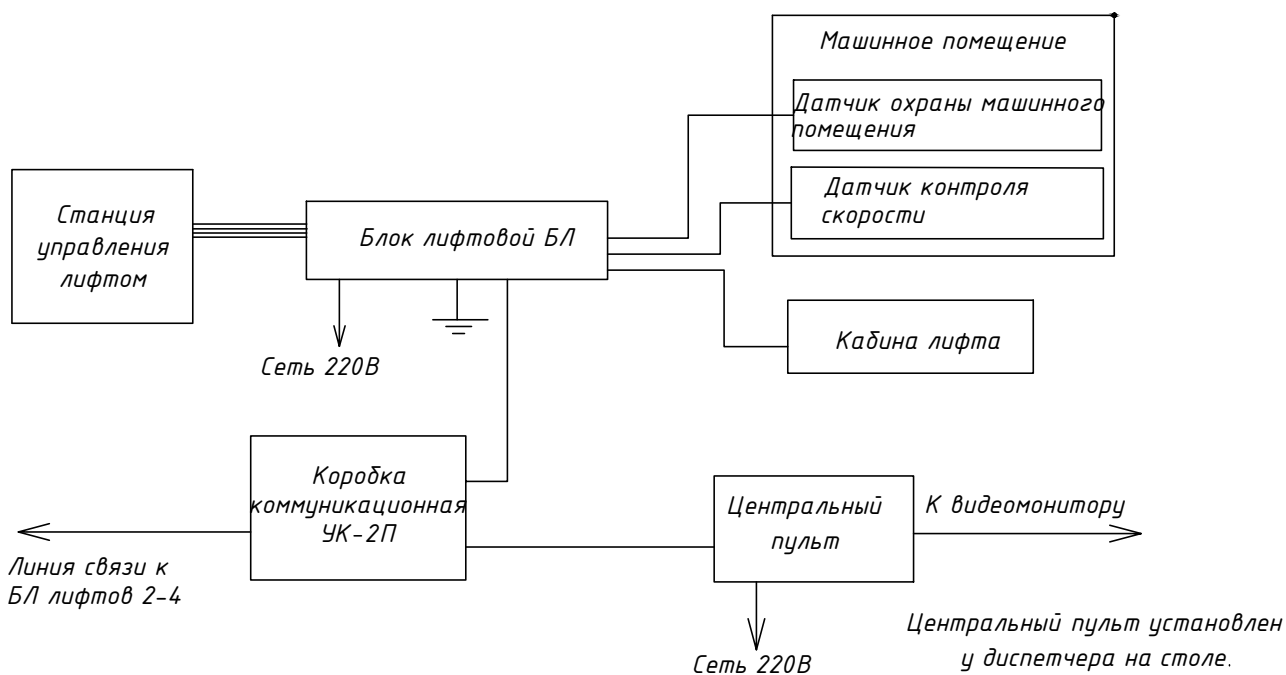 Машинное помещение
Датчик охраны машинного
помещения
Станция
управления
лифтом
Блок лифтовой БЛ
Датчик контроля
скорости
Сеть 220В
Кабина лифта
Коробка
коммуникационная
УК-2П
Центральный
пульт
К видеомонитору
Линия связи к
БЛ лифтов 2-4
Центральный пульт установлен
у диспетчера на столе.
Сеть 220В